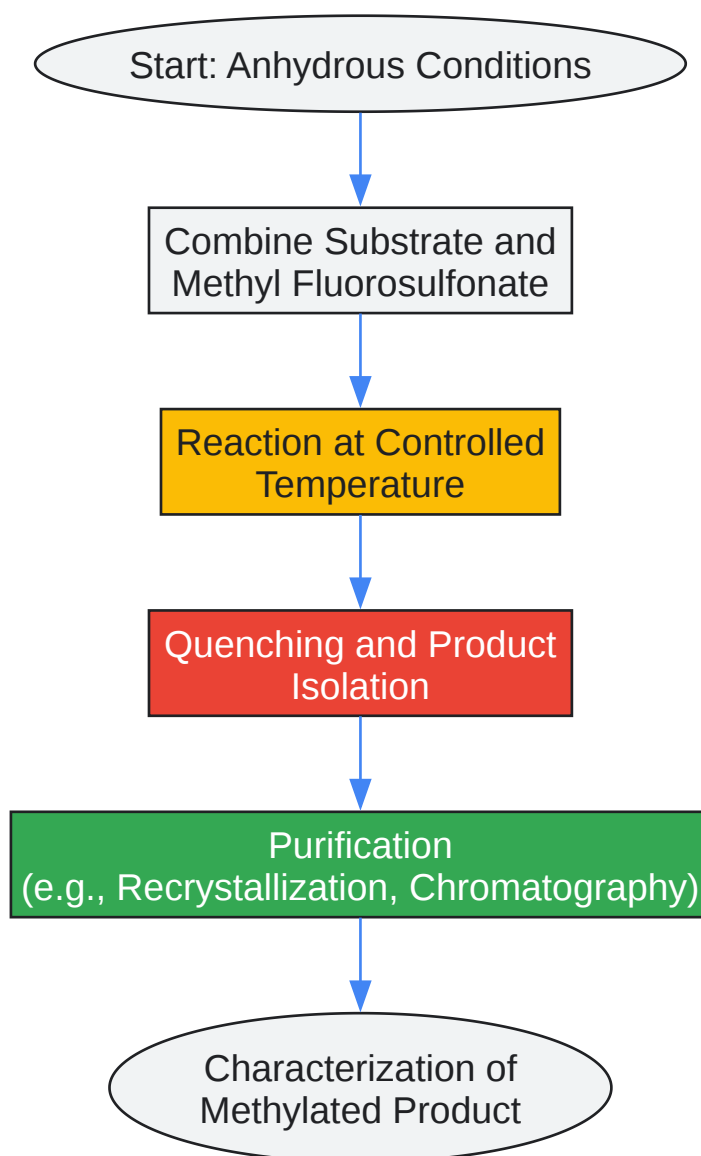 Start: Anhydrous Conditions
Combine Substrate and
Methyl Fluorosulfonate
Reaction at Controlled
Temperature
Quenching and Product
Isolation
Purification
(e.g., Recrystallization, Chromatography)
Characterization of
Methylated Product